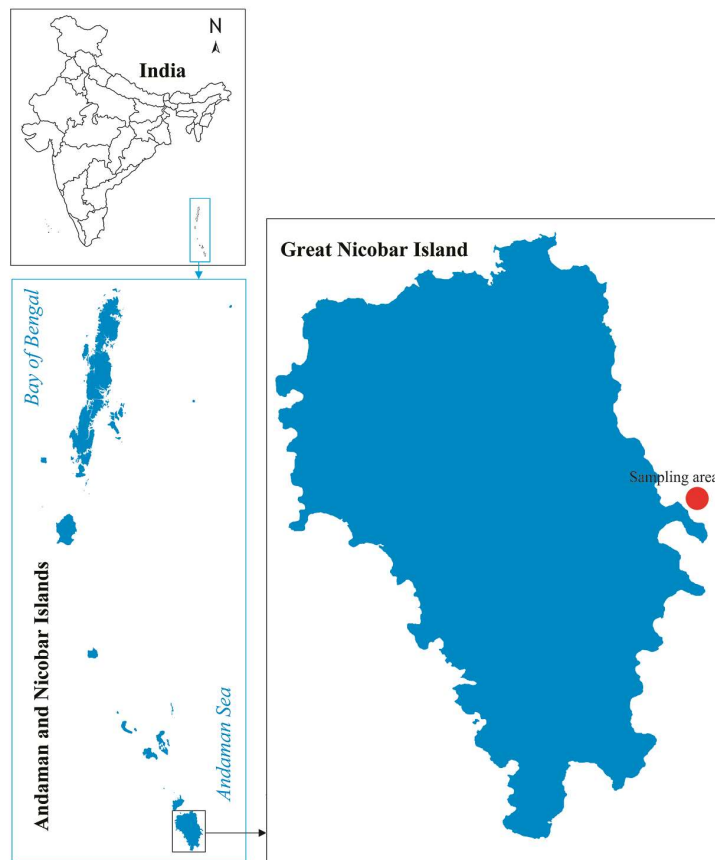 N
India
Great Nicobar Island
Bay of Bengal
Sampling area
Andaman and Nicobar Islands
Andaman Sea